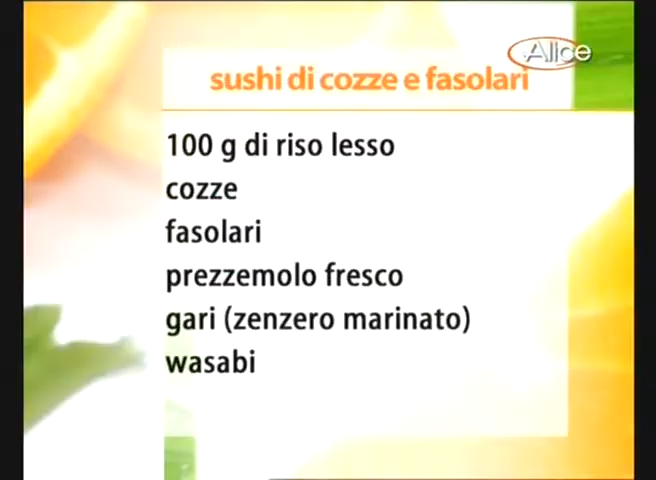 Alice
sushi di cozze e fasolari
100 g di riso lesso
cozze
fasolari
prezzemolo fresco
gari (zenzero marinato)
wasabi